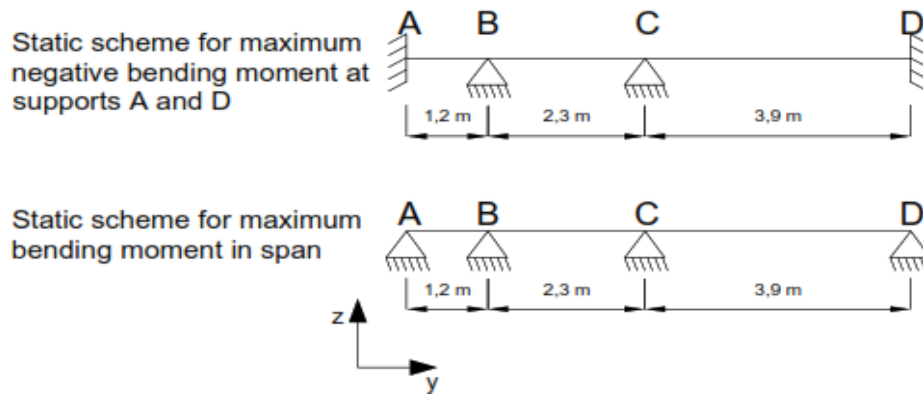 Static scheme for maximum
negative bending moment at
supports A and D
A B C D
1,2 m 2,3 m 3,9 m
Static scheme for maximum
bending moment in span
A B C D
1,2 m 2,3 m 3,9 m
z
y